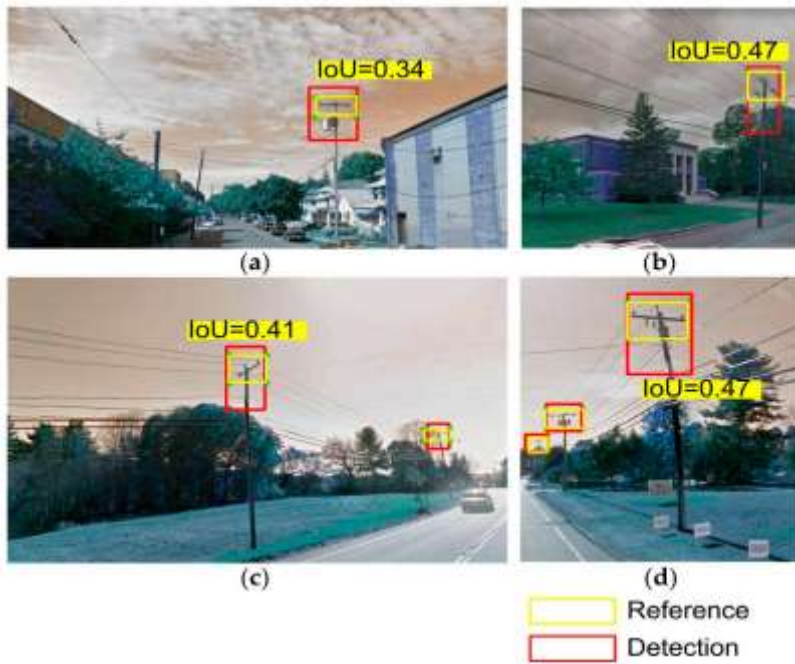 IoU=0.34
IoU=0.47
(a)
(b)
IoU=0.41
IoU=0.47
(c)
(d)
Reference
Detection